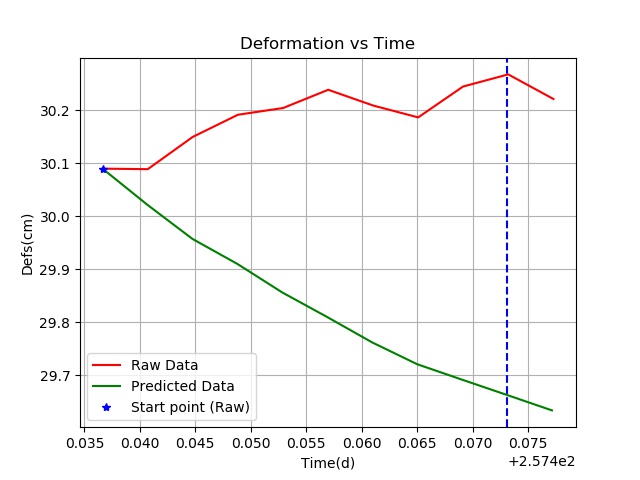 Deformation vs Time
Defs(cm)
30.2
30.1
30.0
29.9
29.8
29.7
Raw Data
Predicted Data
Start point (Raw)
0.035 0.040 0.045 0.050 0.055 0.060 0.065 0.070 0.075
Time(d)
+2.574e2